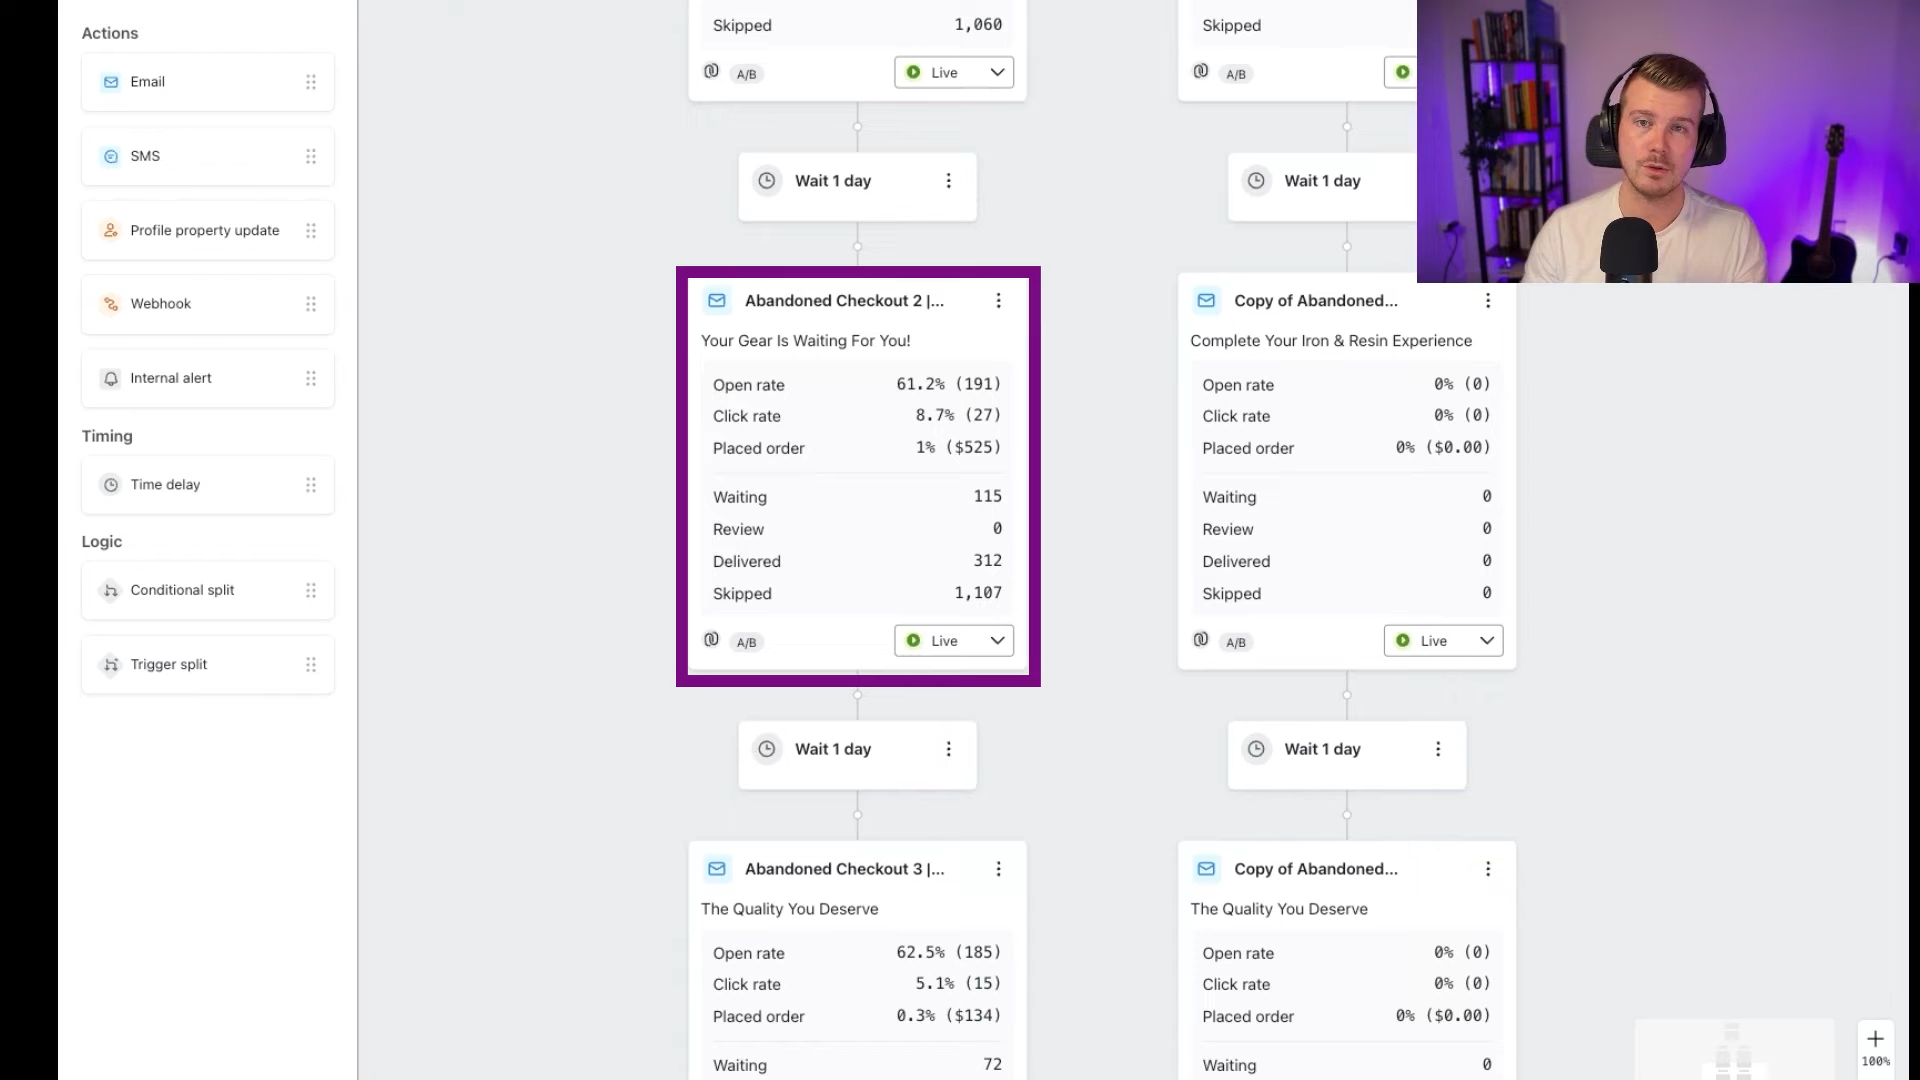 Actions
Email
SMS
Profile property update
Webhook
Internal alert
Timing
Time delay
Logic
Conditional split
Trigger split
Skipped 1,060
A/B Live
Wait 1 day
Abandoned Checkout 2 |...
Your Gear Is Waiting For You!
Open rate 61.2% (191)
Click rate 8.7% (27)
Placed order 1% ($525)
Waiting 115
Review 0
Delivered 312
Skipped 1,107
A/B Live
Wait 1 day
Abandoned Checkout 3 |...
The Quality You Deserve
Open rate 62.5% (185)
Click rate 5.1% (15)
Placed order 0.3% ($134)
Waiting 72
Skipped
A/B
Wait 1 day
Copy of Abandoned...
Complete Your Iron & Resin Experience
Open rate 0% (0)
Click rate 0% (0)
Placed order 0% ($0.00)
Waiting 0
Review 0
Delivered 0
Skipped 0
A/B Live
Wait 1 day
Copy of Abandoned...
The Quality You Deserve
Open rate 0% (0)
Click rate 0% (0)
Placed order 0% ($0.00)
Waiting 0
100%